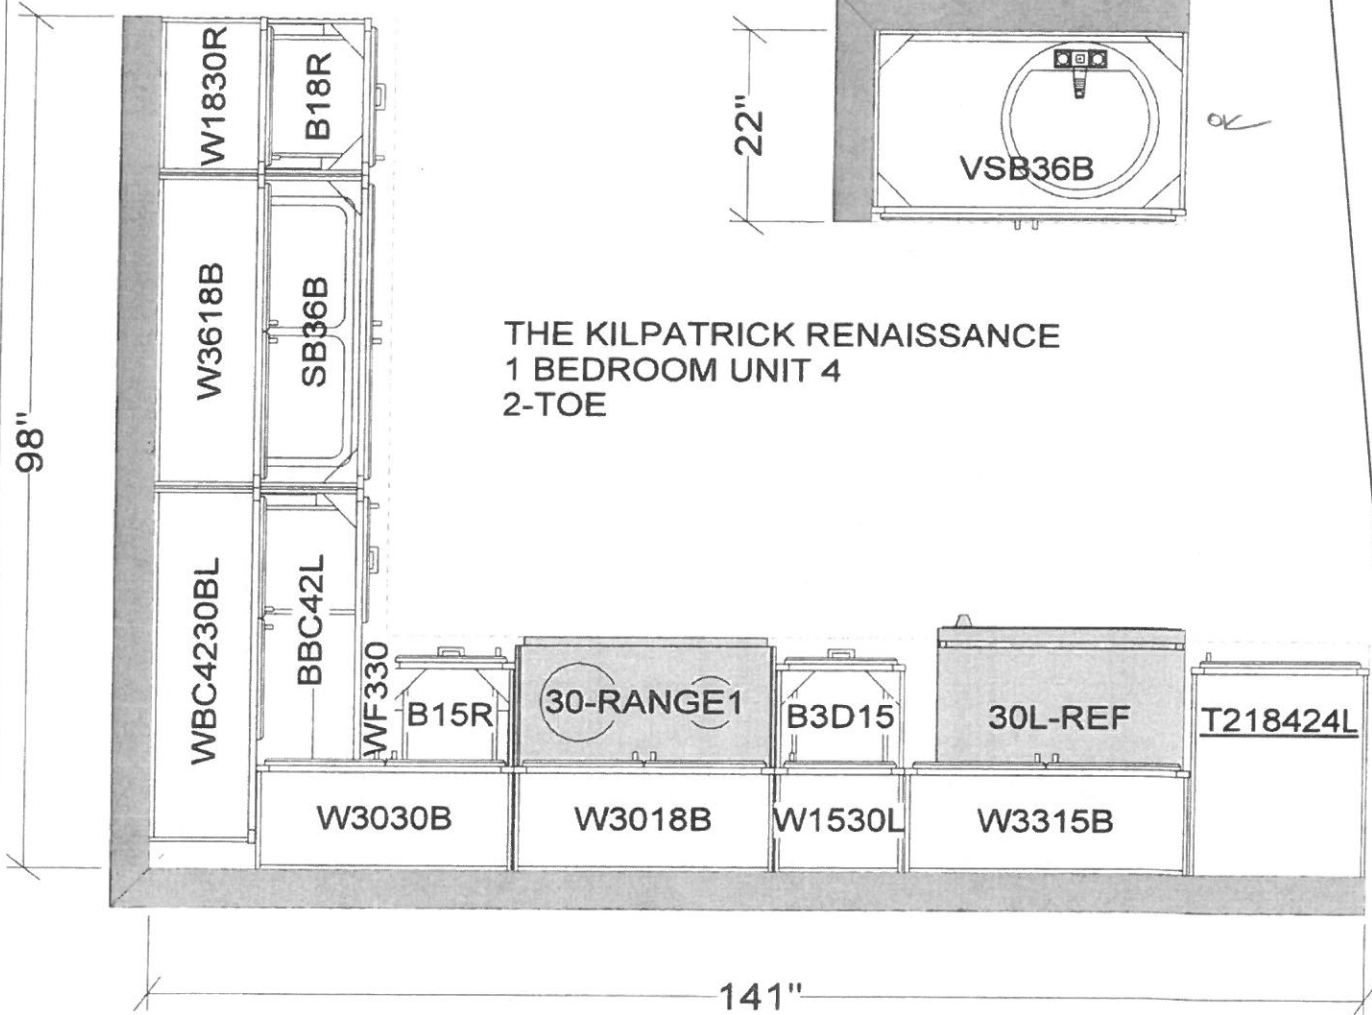 W1830R
B18R
22"
VSB36B
OK
W3618B
SB36B
THE KILPATRICK RENAISSANCE
1 BEDROOM UNIT 4
2-TOE
98"
WBC4230BL
BBC42L
WF330
B15R
30-RANGE1
B3D15
30L-REF
T218424L
W3030B
W3018B
W1530L
W3315B
141"